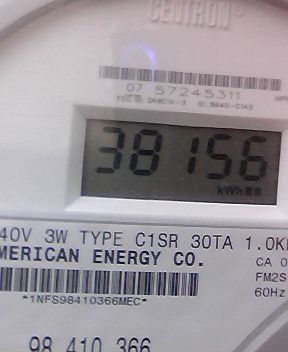 CENTRON®
07 57245311
38156
kWh
40V 3W TYPE C1SR 30TA 1.0K
MERICAN ENERGY CO.
CA 0
FM2S
*1NFS98410366MEC*
60Hz
98 410 366